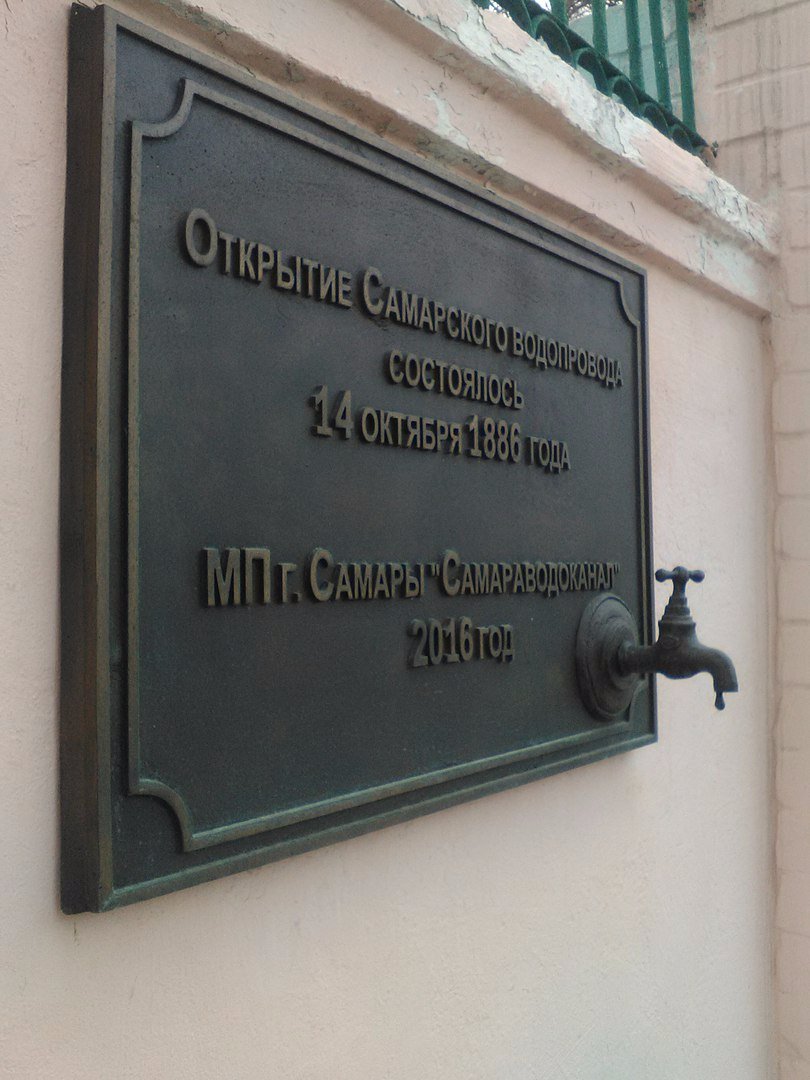 Открытие Самарского водопровода
состоялось
14 октября 1886 года
МП г. Самары "Самараводоканал"
2016 год